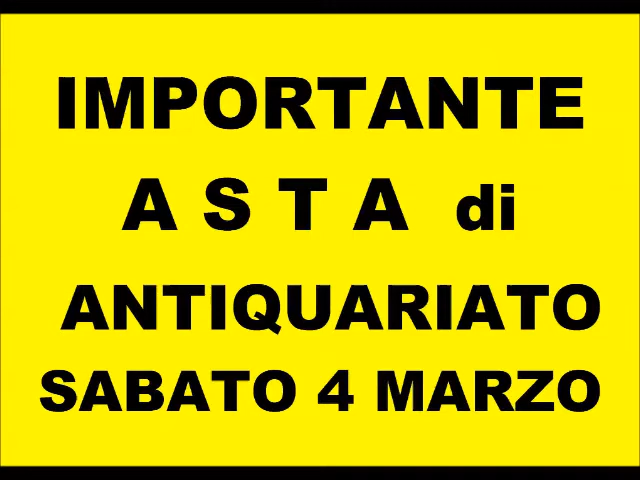 IMPORTANTE
A S T A di
ANTIQUARIATO
SABATO 4 MARZO